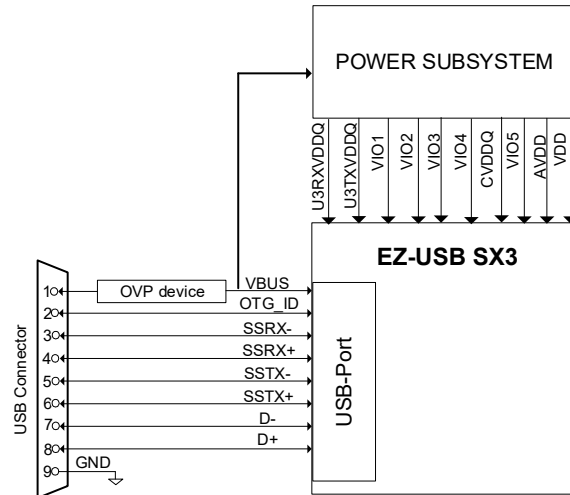 POWER SUBSYSTEM
U3RXVDDQ
U3TXVDDQ
VIO1
VIO2
VIO3
VIO4
CVDDQ
VIO5
AVDD
VDD
EZ-USB SX3
USB Connector
1
OVP device
VBUS
2
OTG_ID
3
SSRX-
4
SSRX+
5
SSTX-
6
SSTX+
7
D-
8
D+
9
GND
USB-Port